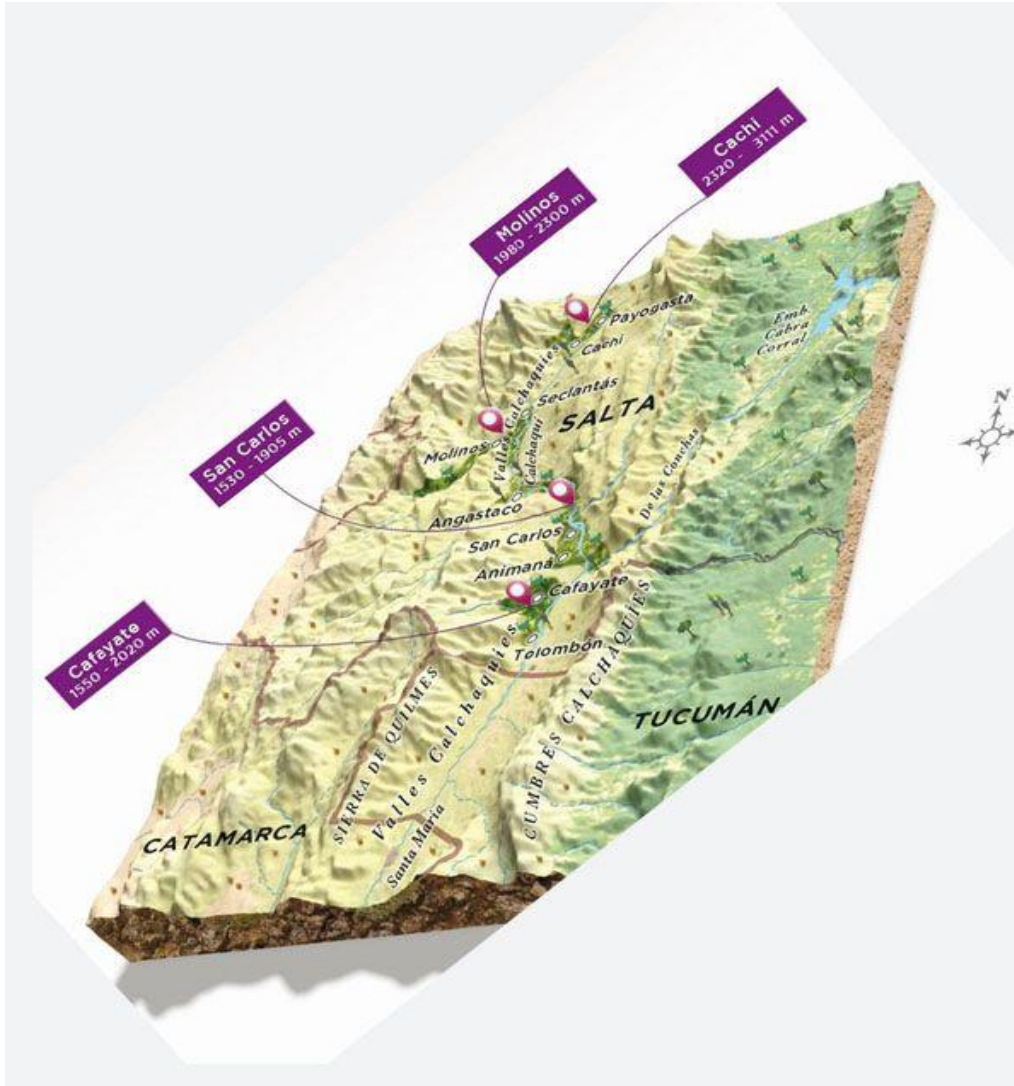 Cachi
2320 - 3111 m
Molinos
1980 - 2300 m
San Carlos
1530 - 1905 m
Cafayate
1550 - 2020 m
Payogasta
Cachi
Emb.
Cabra
Corral
Seclantás
SALTA
Valles Calchaquíes
Molinos
Calchaquí
Angastaco
De las Conchas
San Carlos
Animaná
Cafayate
Tolombón
N
SIERRA DE QUILMES
Valles Calchaquíes
CUMBRES CALCHAQUÍES
TUCUMÁN
CATAMARCA
Santa María